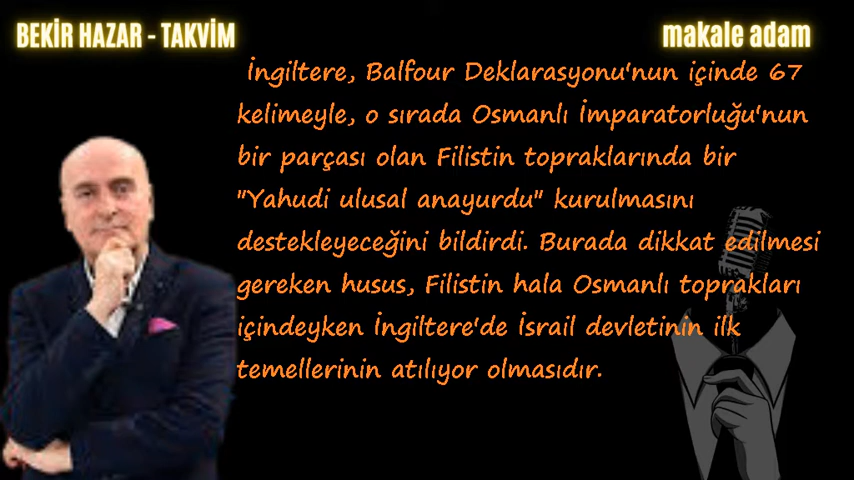 BEKİR HAZAR - TAKVİM
makale adam
İngiltere, Balfour Deklarasyonu'nun içinde 67
kelimeyle, o sırada Osmanlı İmparatorluğu'nun
bir parçası olan Filistin topraklarında bir
"Yahudi ulusal anayurdu" kurulmasını
destekleyeceğini bildirdi. Burada dikkat edilmesi
gereken husus, Filistin hala Osmanlı toprakları
içindeyken İngiltere'de İsrail devletinin ilk
temellerinin atılıyor olmasıdır.